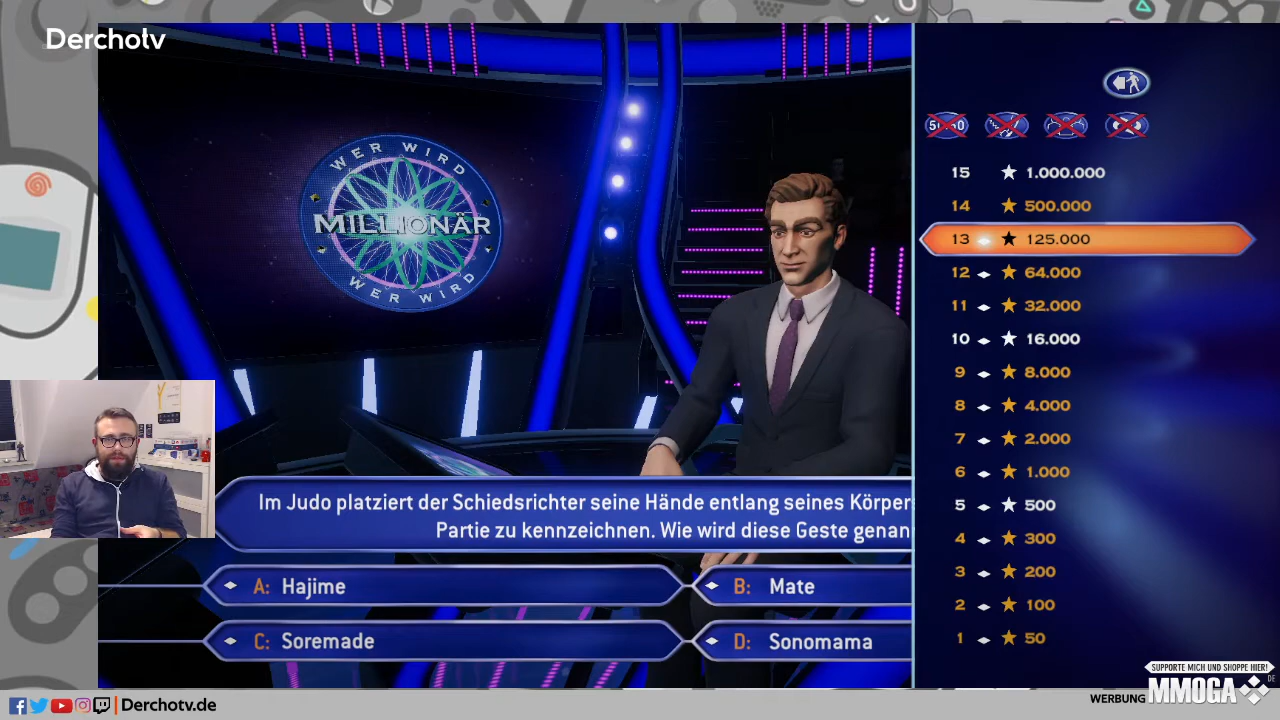 Derchotv
WER WIRD
MILLIONÄR
WER WIRD
50:50
15 1.000.000
14 500.000
13 125.000
12 64.000
11 32.000
10 16.000
9 8.000
8 4.000
7 2.000
6 1.000
5 500
4 300
3 200
2 100
1 50
Im Judo platziert der Schiedsrichter seine Hände entlang seines Körpers
Partie zu kennzeichnen. Wie wird diese Geste genan
A: Hajime
B: Mate
C: Soremade
D: Sonomama
SUPPORTE MICH UND SHOPPE HIER!
WERBUNG MMOGA.DE
Derchotv.de